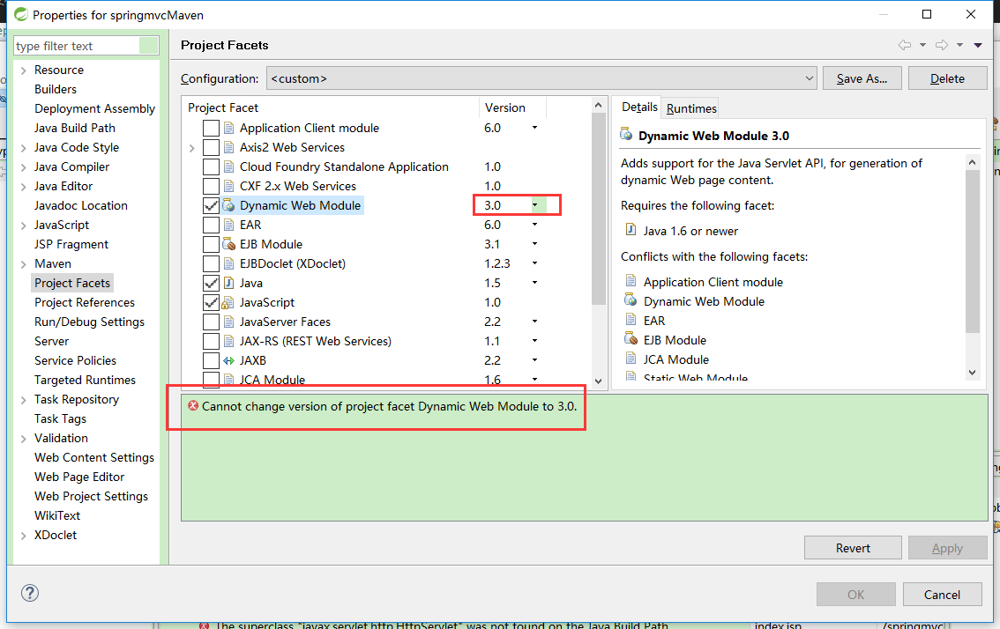 Properties for springmvcMaven
type filter text
Resource
Builders
Deployment Assembly
Java Build Path
Java Code Style
Java Compiler
Java Editor
Javadoc Location
JavaScript
JSP Fragment
Maven
Project Facets
Project References
Run/Debug Settings
Server
Service Policies
Targeted Runtimes
Task Repository
Task Tags
Validation
Web Content Settings
Web Page Editor
Web Project Settings
WikiText
XDoclet
Project Facets
Configuration: <custom> Save As... Delete
Project Facet Version
Application Client module 6.0
Axis2 Web Services
Cloud Foundry Standalone Application 1.0
CXF 2.x Web Services 1.0
Dynamic Web Module 3.0
EAR 6.0
EJB Module 3.1
EJBDoclet (XDoclet) 1.2.3
Java 1.5
JavaScript 1.0
JavaServer Faces 2.2
JAX-RS (REST Web Services) 1.1
JAXB 2.2
JCA Module 1.6
Details Runtimes
Dynamic Web Module 3.0
Adds support for the Java Servlet API, for generation of
dynamic Web page content.
Requires the following facet:
Java 1.6 or newer
Conflicts with the following facets:
Application Client module
Dynamic Web Module
EAR
EJB Module
JCA Module
Static Web Module
Cannot change version of project facet Dynamic Web Module to 3.0.
Revert Apply
OK Cancel
The superclass "javax.servlet.http.HttpServlet" was not found on the Java Build Path index.jsp /springmvcl